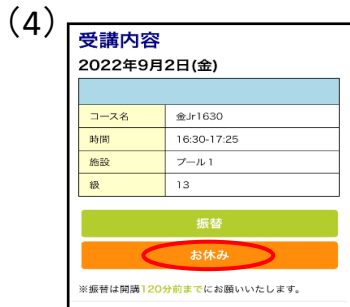 (4)
受講内容
2022年9月2日(金)
コース名 金Jr1630
時間 16:30-17:25
施設 プール1
級 13
振替
お休み
※振替は開講120分前までにお願いいたします。